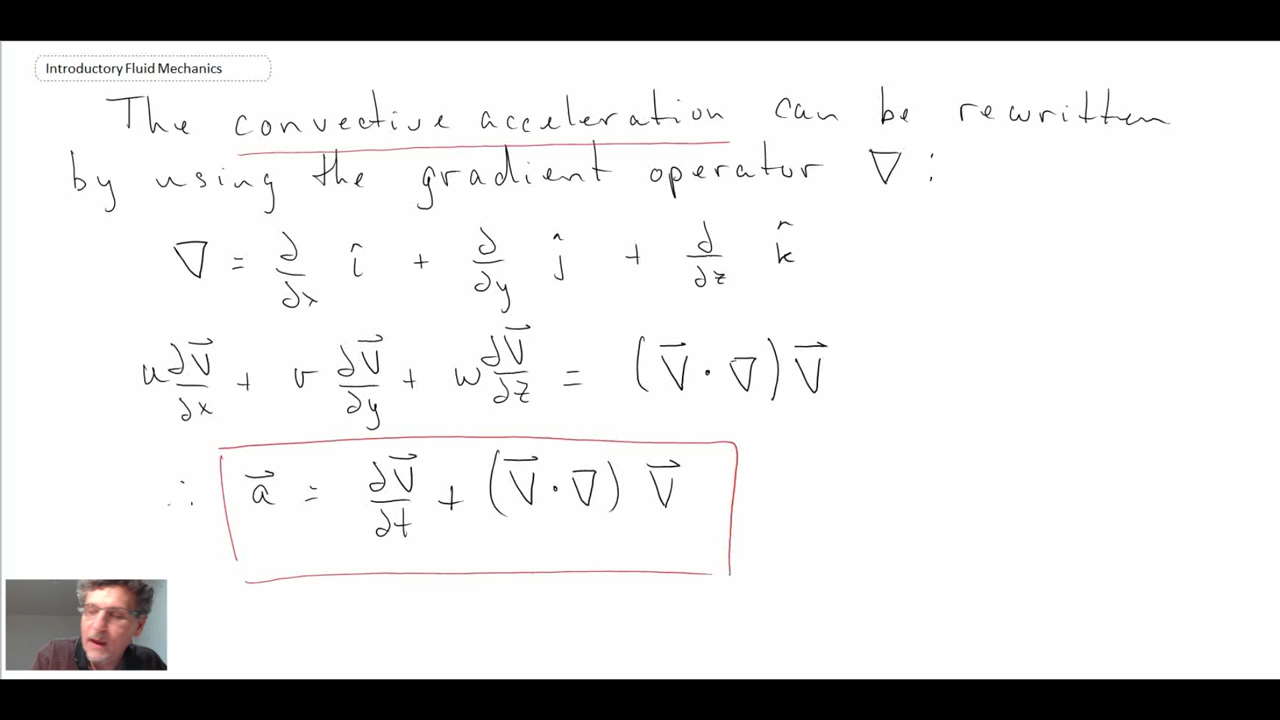 Introductory Fluid Mechanics
The convective acceleration can be rewritten
by using the gradient operator ∇ :
∇ = ∂/∂x î + ∂/∂y ĵ + ∂/∂z k̂
u ∂V⃗/∂x + v ∂V⃗/∂y + w ∂V⃗/∂z = (V⃗ · ∇) V⃗
∴ a⃗ = ∂V⃗/∂t + (V⃗ · ∇) V⃗